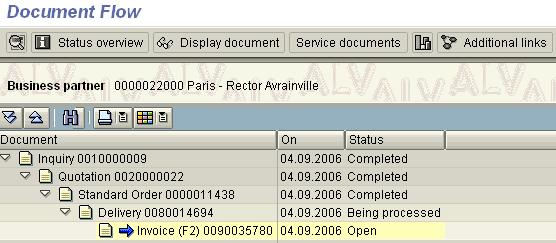 Document Flow
Status overview Display document Service documents Additional links
Business partner 0000022000 Paris - Rector Avrainville
Document On Status
Inquiry 0010000009 04.09.2006 Completed
Quotation 0020000022 04.09.2006 Completed
Standard Order 0000011438 04.09.2006 Completed
Delivery 0080014694 04.09.2006 Being processed
Invoice (F2) 0090035780 04.09.2006 Open